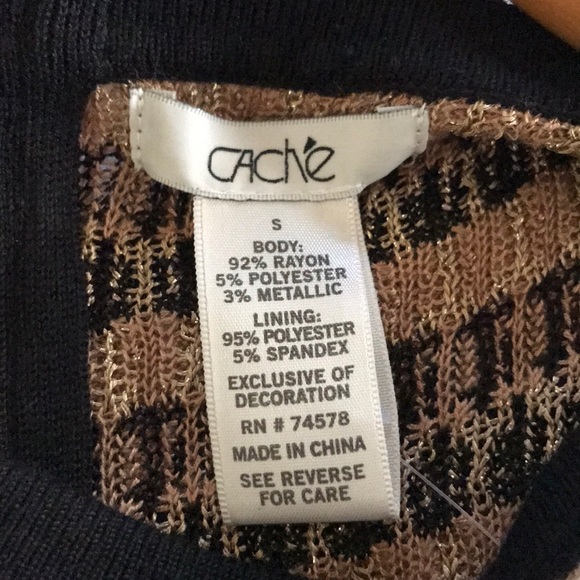 CACHÉ
S
BODY:
92% RAYON
5% POLYESTER
3% METALLIC
LINING:
95% POLYESTER
5% SPANDEX
EXCLUSIVE OF
DECORATION
RN # 74578
MADE IN CHINA
SEE REVERSE
FOR CARE